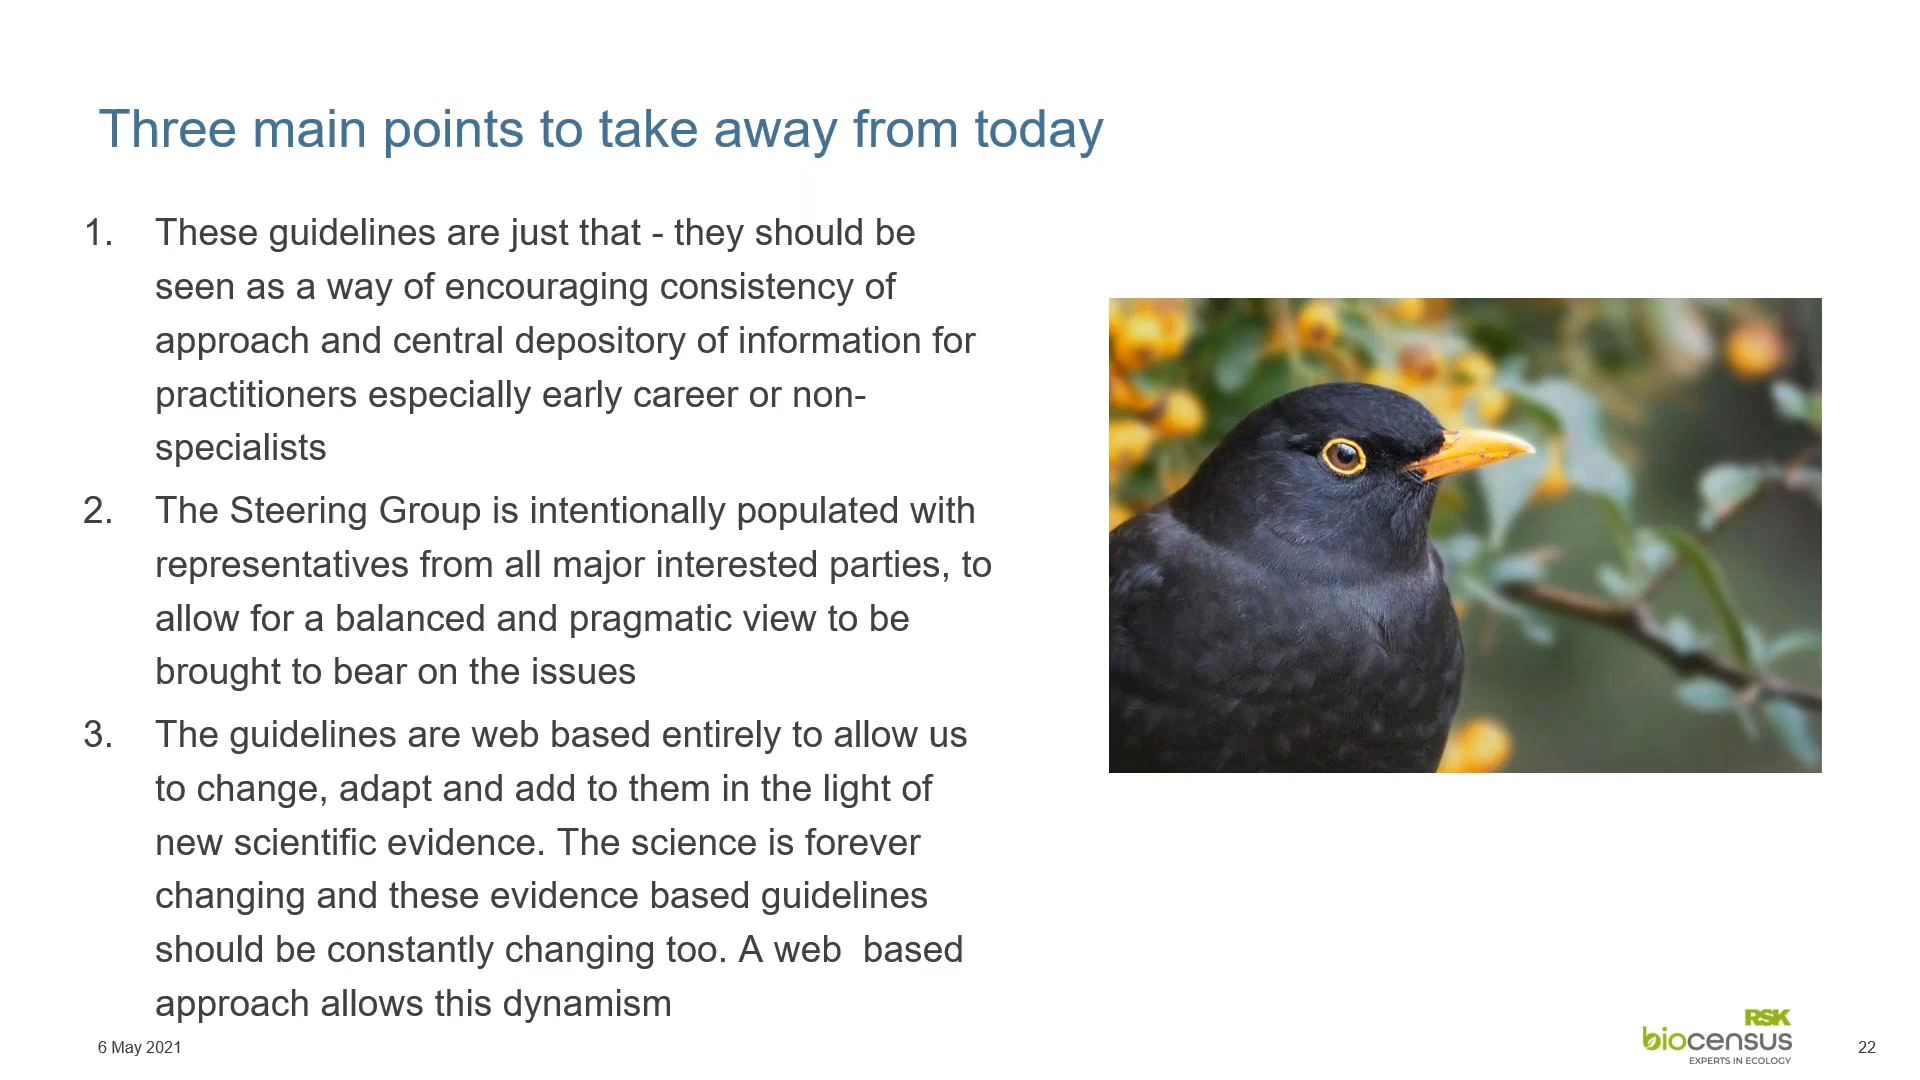 Three main points to take away from today
1. These guidelines are just that - they should be
seen as a way of encouraging consistency of
approach and central depository of information for
practitioners especially early career or non-
specialists
2. The Steering Group is intentionally populated with
representatives from all major interested parties, to
allow for a balanced and pragmatic view to be
brought to bear on the issues
3. The guidelines are web based entirely to allow us
to change, adapt and add to them in the light of
new scientific evidence. The science is forever
changing and these evidence based guidelines
should be constantly changing too. A web  based
approach allows this dynamism
6 May 2021
RSK
biocensus
EXPERTS IN ECOLOGY
22